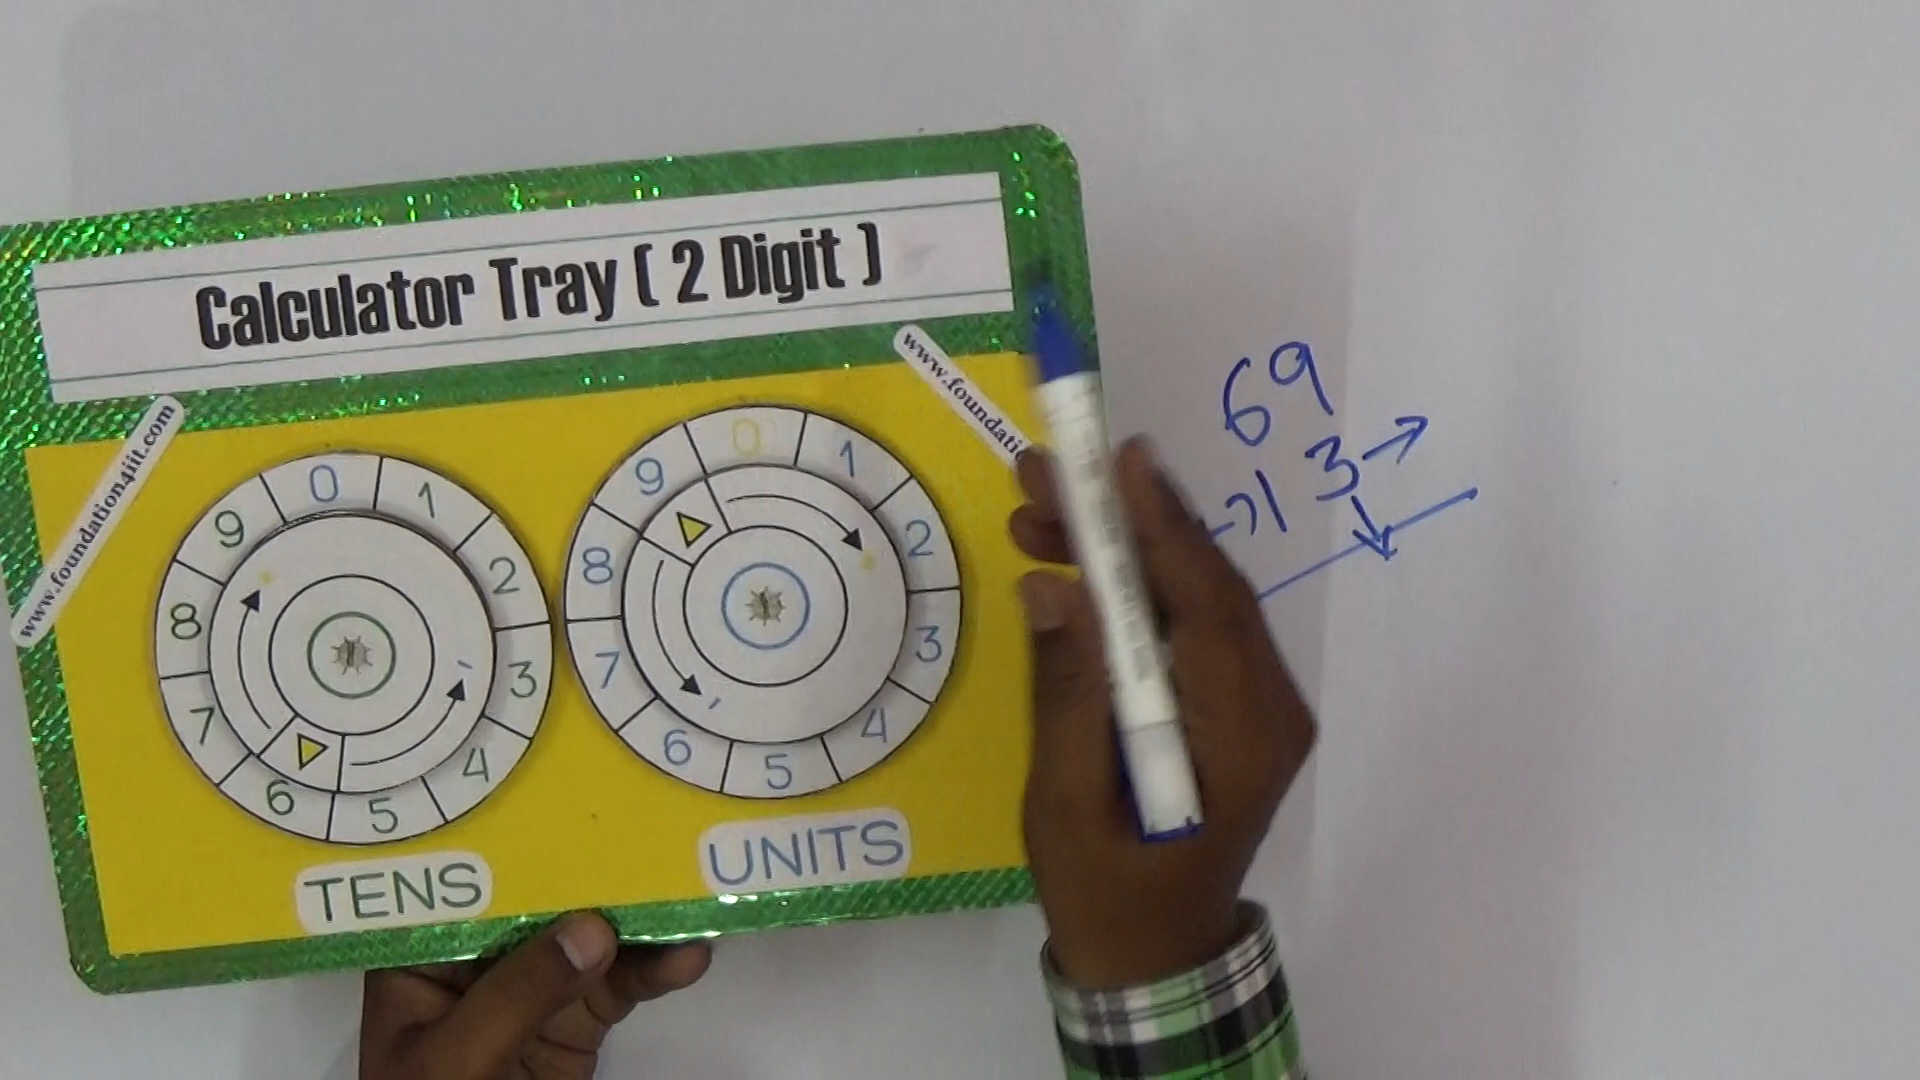 Calculator Tray ( 2 Digit )
www.foundation4iit.com
www.foundati
0 1 2 3 4 5 6 7 8 9
0 1 2 3 4 5 6 7 8 9
TENS
UNITS
69
13